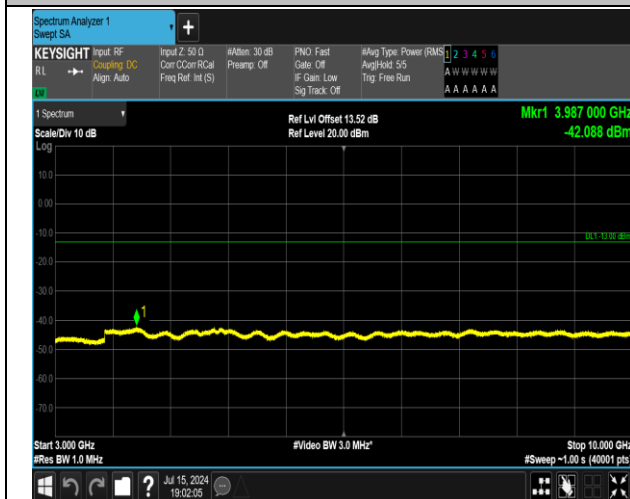 Spectrum Analyzer 1
Swept SA
+
KEYSIGHT
RL
Input: RF
Coupling: DC
Align: Auto
Input Z: 50 Ω
Corr CCorr RCal
Freq Ref: Int (S)
#Atten: 30 dB
Preamp: Off
PNO: Fast
Gate: Off
IF Gain: Low
Sig Track: Off
#Avg Type: Power (RMS
Avg|Hold: 5/5
Trig: Free Run
1 2 3 4 5 6
A W W W W W
A A A A A A
1 Spectrum
Scale/Div 10 dB
Log
Ref Lvl Offset 13.52 dB
Ref Level 20.00 dBm
Mkr1 3.987 000 GHz
-42.088 dBm
10.0
0.00
-10.0
DL1 -13.00 dBm
-20.0
-30.0
-40.0
1
-50.0
-60.0
-70.0
Start 3.000 GHz
#Res BW 1.0 MHz
#Video BW 3.0 MHz*
Stop 10.000 GHz
#Sweep ~1.00 s (40001 pts)
?
Jul 15, 2024
19:02:05